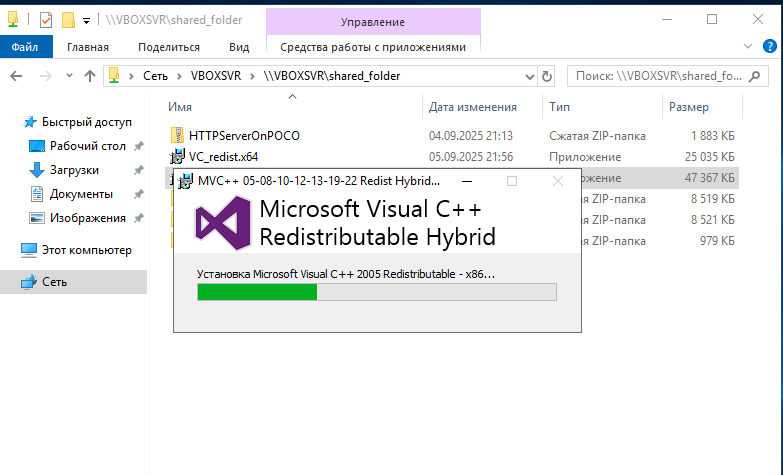 \\VBOXSVR\shared_folder
Управление
Файл Главная Поделиться Вид Средства работы с приложениями
Сеть VBOXSVR \\VBOXSVR\shared_folder Поиск: \\VBOXSVR\shared_fo...
Имя Дата изменения Тип Размер
Быстрый доступ
Рабочий стол
Загрузки
Документы
Изображения
Этот компьютер
Сеть
HTTPServerOnPOCO 04.09.2025 21:13 Сжатая ZIP-папка 1 883 КБ
VC_redist.x64 05.09.2025 21:56 Приложение 25 035 КБ
47 367 КБ
ZIP-папка 8 519 КБ
ZIP-папка 8 521 КБ
ZIP-папка 979 КБ
MVC++ 05-08-10-12-13-19-22 Redist Hybrid...
Microsoft Visual C++
Redistributable Hybrid
Установка Microsoft Visual C++ 2005 Redistributable - x86...